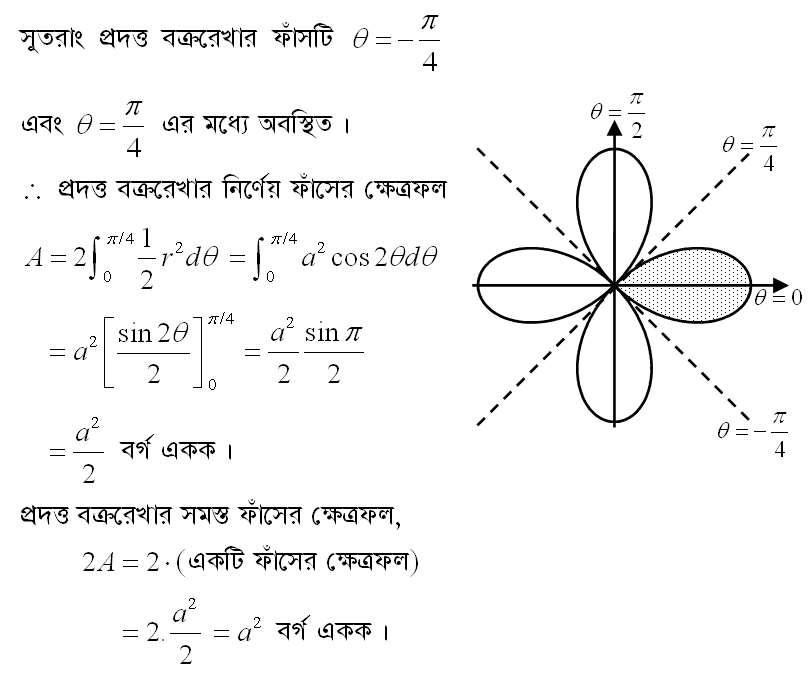 সুতরাং প্রদত্ত বক্ররেখার ফাঁসটি θ = −π/4
এবং θ = π/4 এর মধ্যে অবস্থিত ।
∴ প্রদত্ত বক্ররেখার নির্ণেয় ফাঁসের ক্ষেত্রফল
A = 2∫₀^{π/4} 1/2 r² dθ = ∫₀^{π/4} a² cos 2θ dθ
= a² [sin 2θ / 2]₀^{π/4} = a²/2 sin π/2
= a²/2 বর্গ একক ।
প্রদত্ত বক্ররেখার সমস্ত ফাঁসের ক্ষেত্রফল,
2A = 2 · (একটি ফাঁসের ক্ষেত্রফল)
= 2. a²/2 = a² বর্গ একক ।
θ = π/2
θ = π/4
θ = 0
θ = −π/4